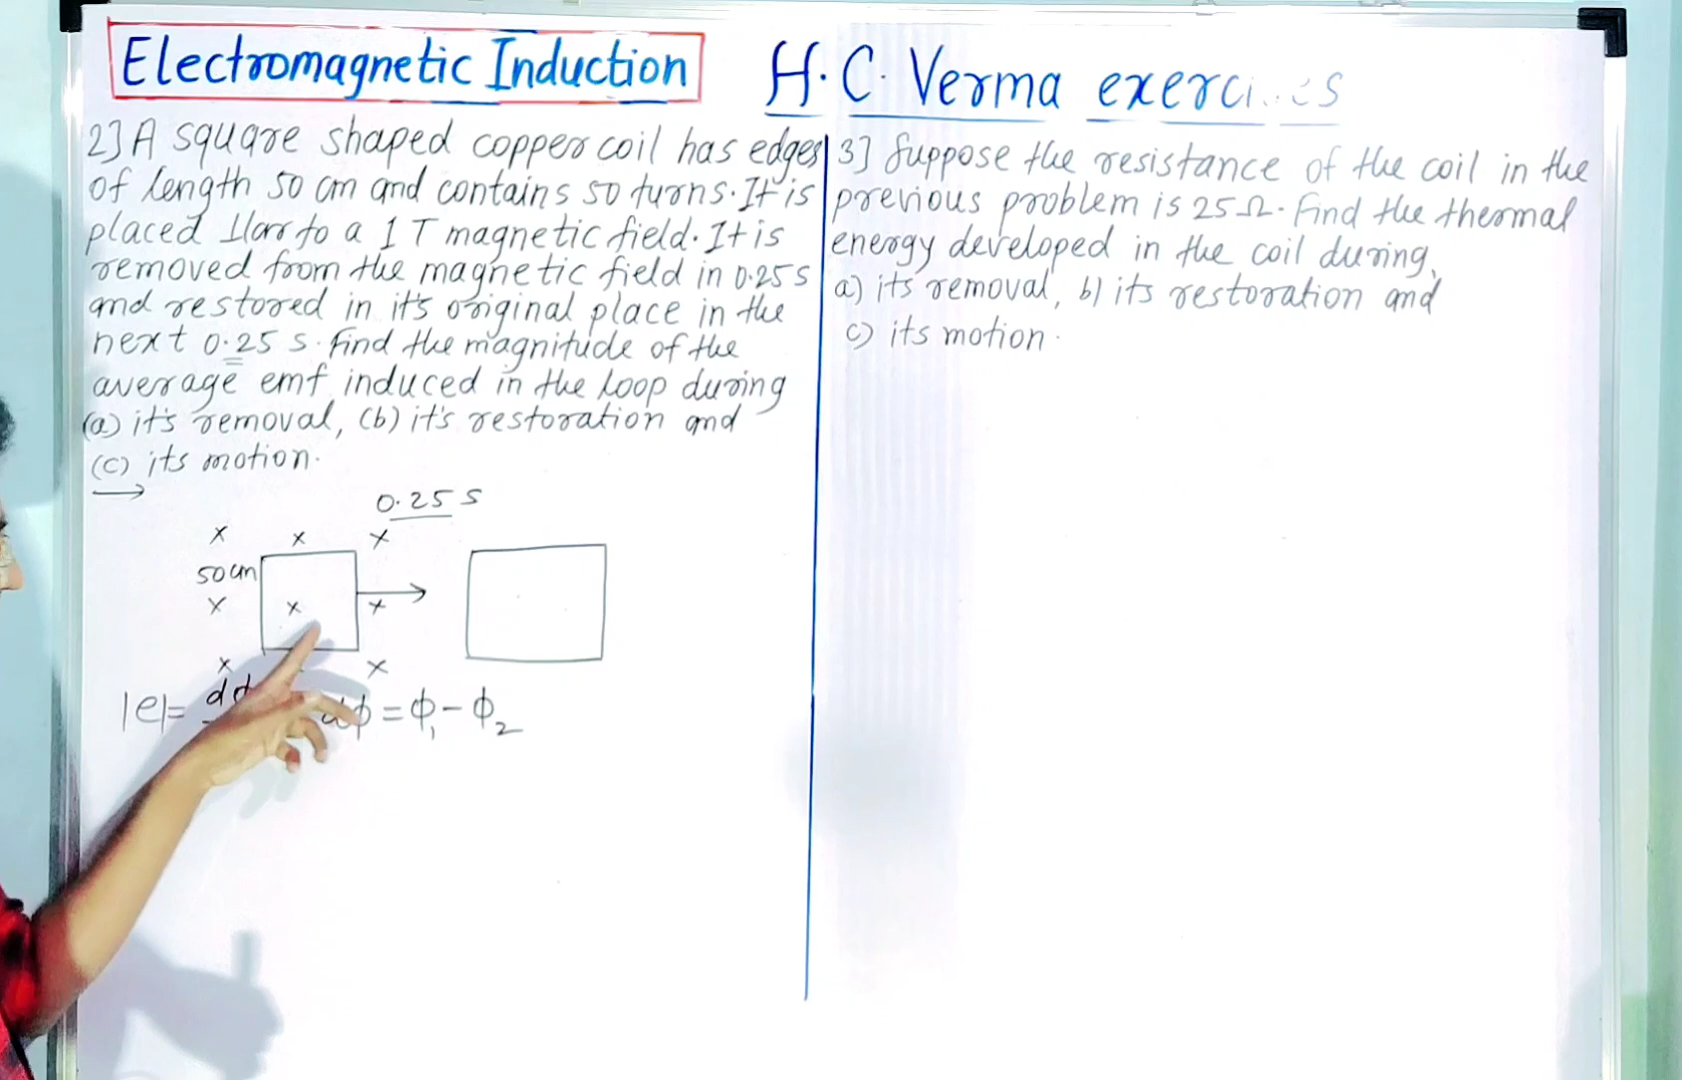 Electromagnetic Induction
H.C. Verma exercises
2] A square shaped copper coil has edges
of length 50 cm and contains 50 turns. It is
placed ⊥lar to a 1 T magnetic field. It is
removed from the magnetic field in 0.25 s
and restored in it's original place in the
next 0.25 s. Find the magnitude of the
average emf induced in the loop during
(a) it's removal, (b) it's restoration and
(c) its motion.
→
0.25 s
x x x
50 cm
x x x
x x
|e|= dϕ
dϕ = ϕ₁ - ϕ₂
3] Suppose the resistance of the coil in the
previous problem is 25 Ω. Find the thermal
energy developed in the coil during,
a) its removal, b) its restoration and
c) its motion.